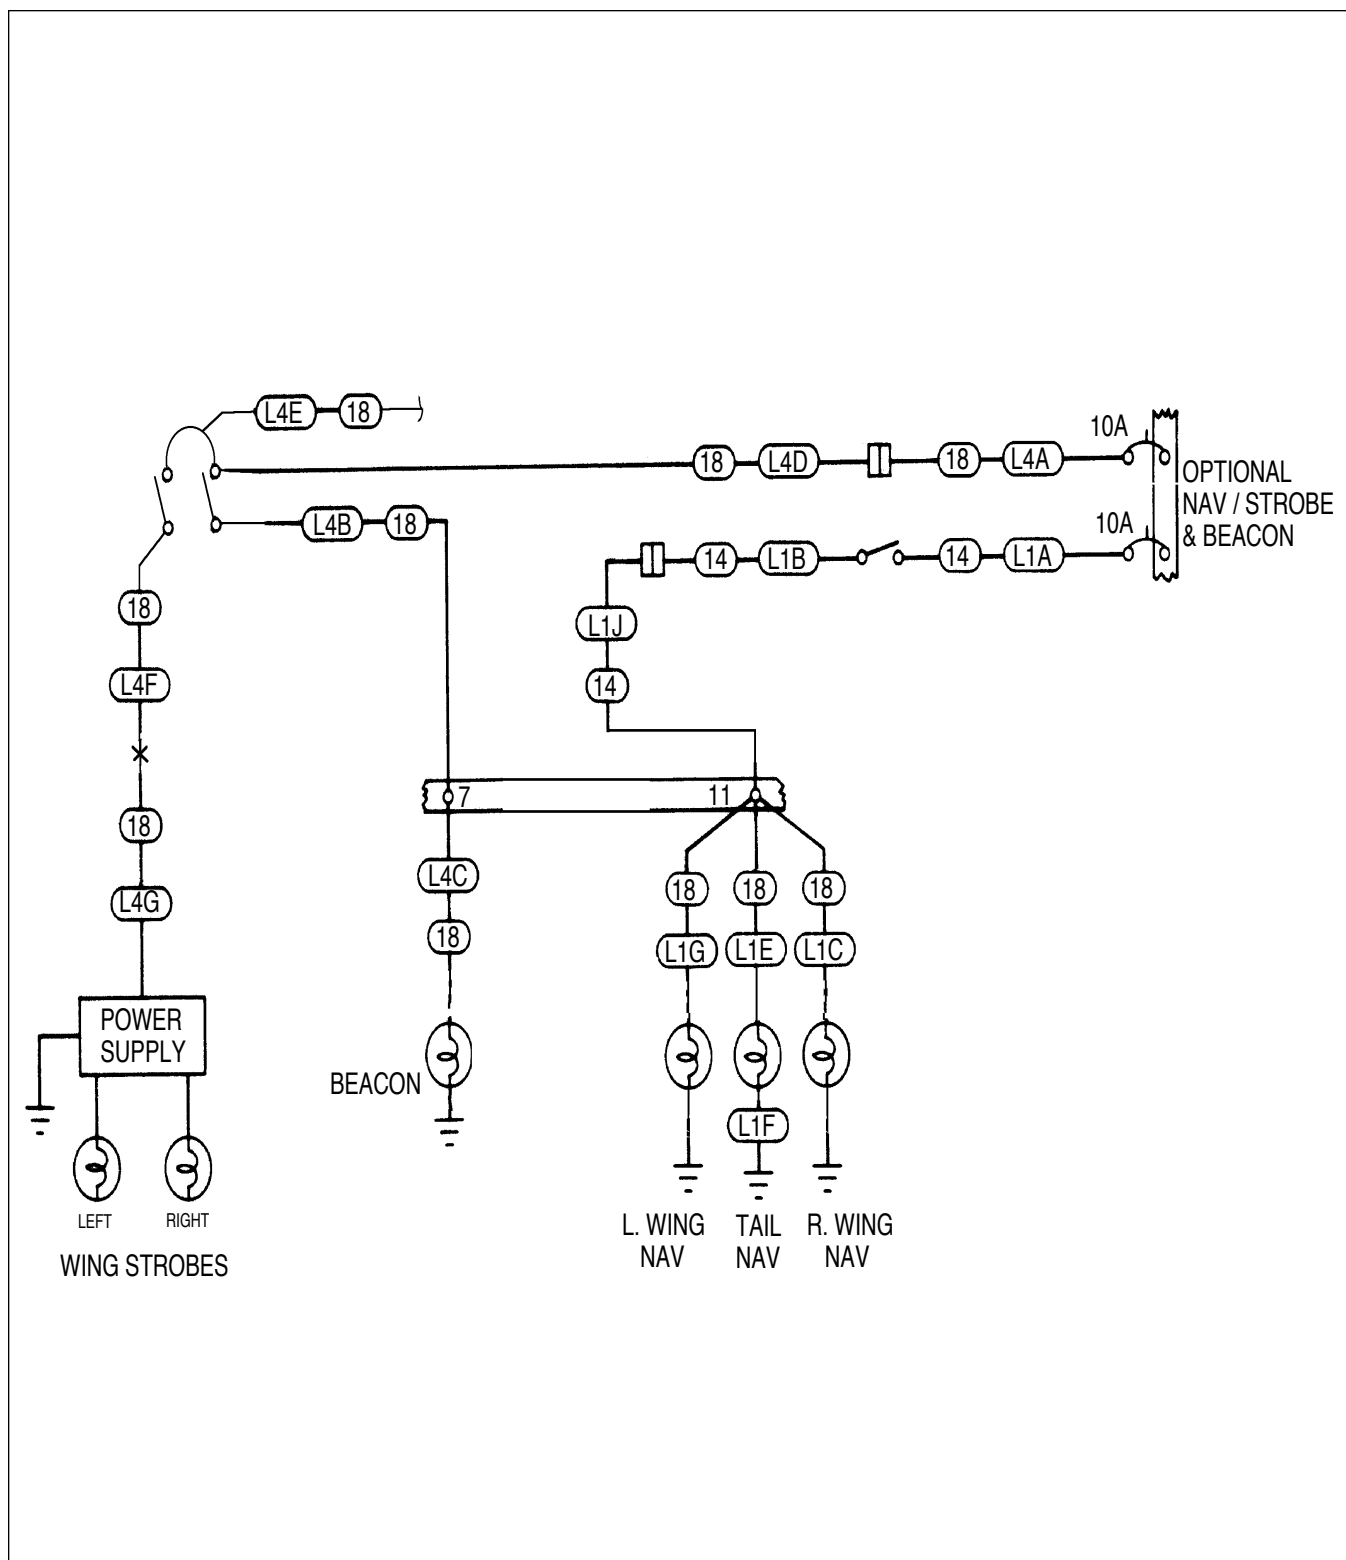 L4E 18
10A
18 L4D 18 L4A
OPTIONAL
NAV / STROBE
& BEACON
L4B 18
10A
14 L1B 14 L1A
18
L1J
L4F
14
7
11
18
L4C
18 18 18
L4G
18
L1G L1E L1C
POWER
SUPPLY
BEACON
L1F
LEFT RIGHT
WING STROBES
L. WING
NAV
TAIL
NAV
R. WING
NAV